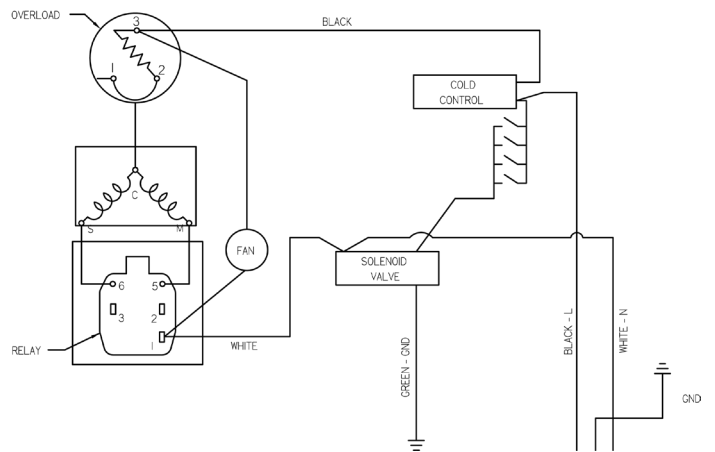 OVERLOAD
3
BLACK
1
2
COLD
CONTROL
C
S
M
FAN
SOLENOID
VALVE
6
5
3
2
1
RELAY
WHITE
GREEN - GND
BLACK - L
WHITE - N
GND